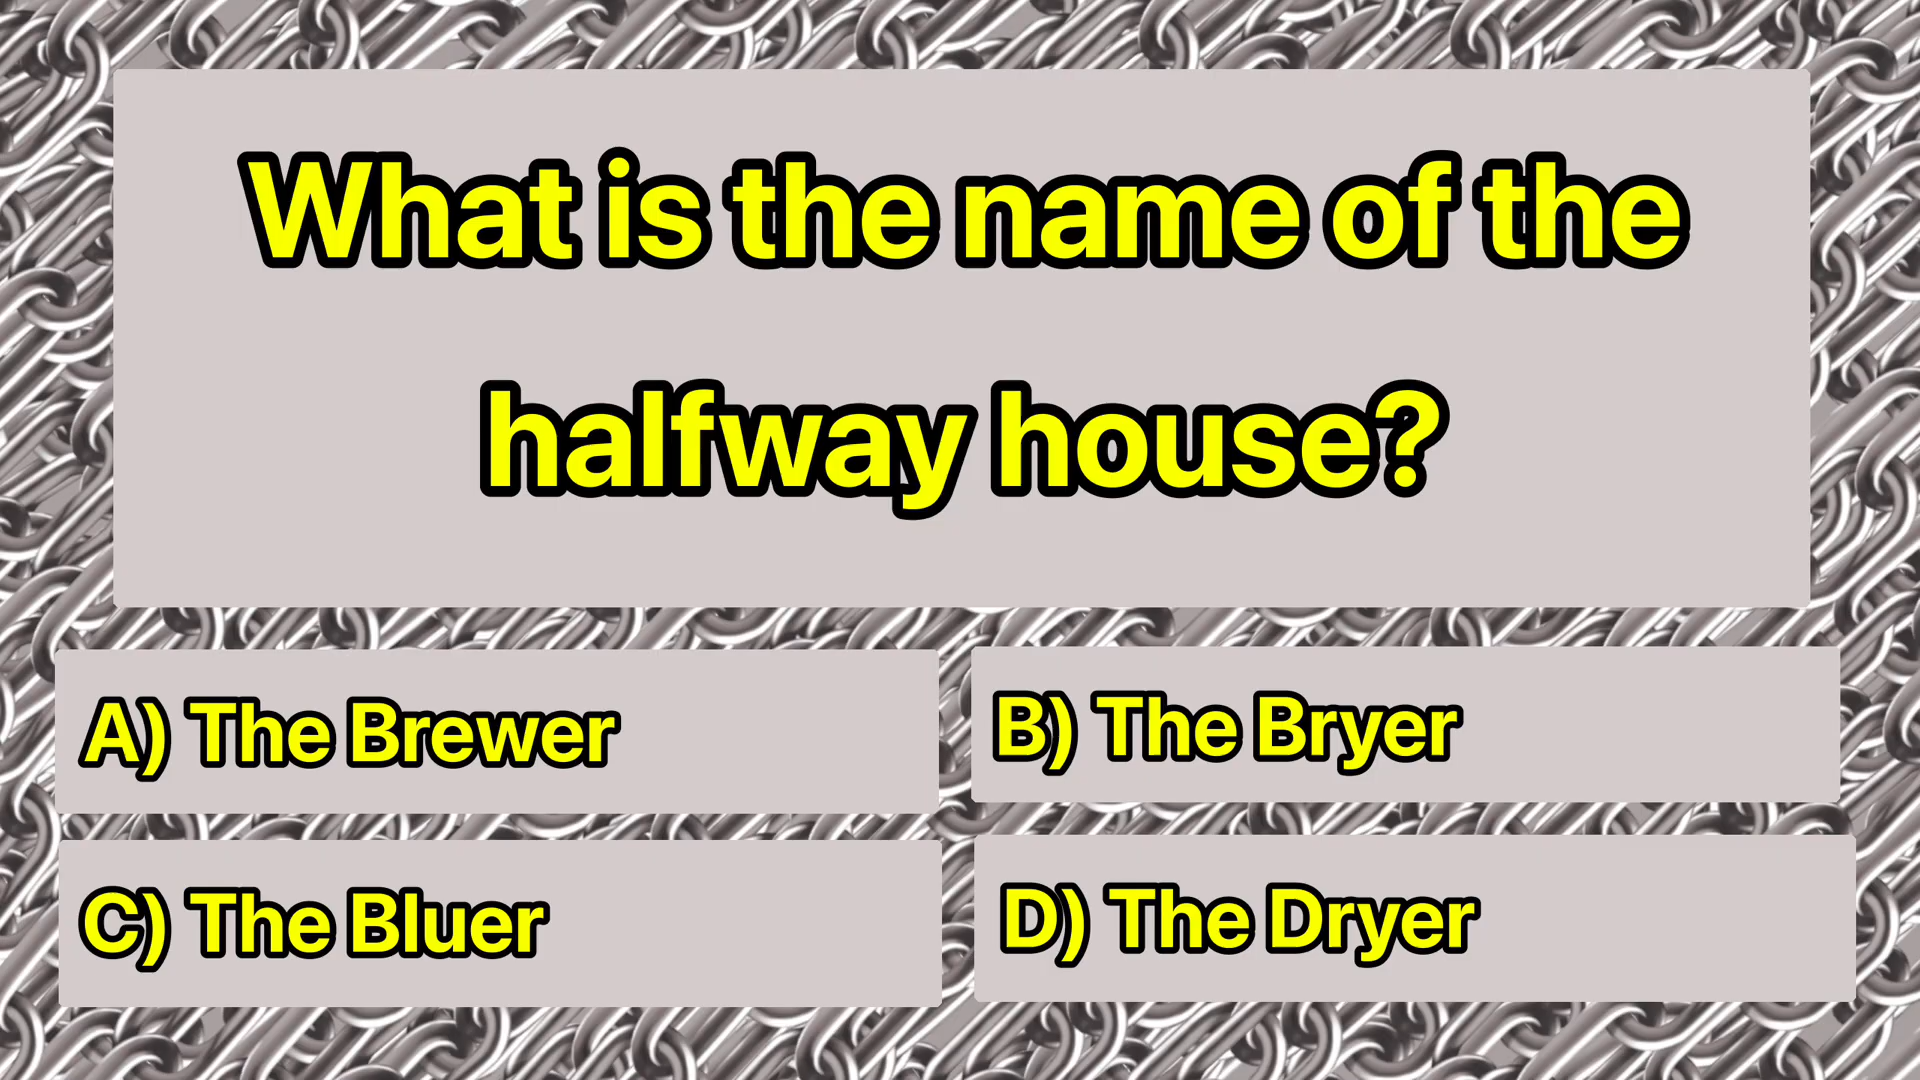 What is the name of the
halfway house?
A) The Brewer
B) The Bryer
C) The Bluer
D) The Dryer